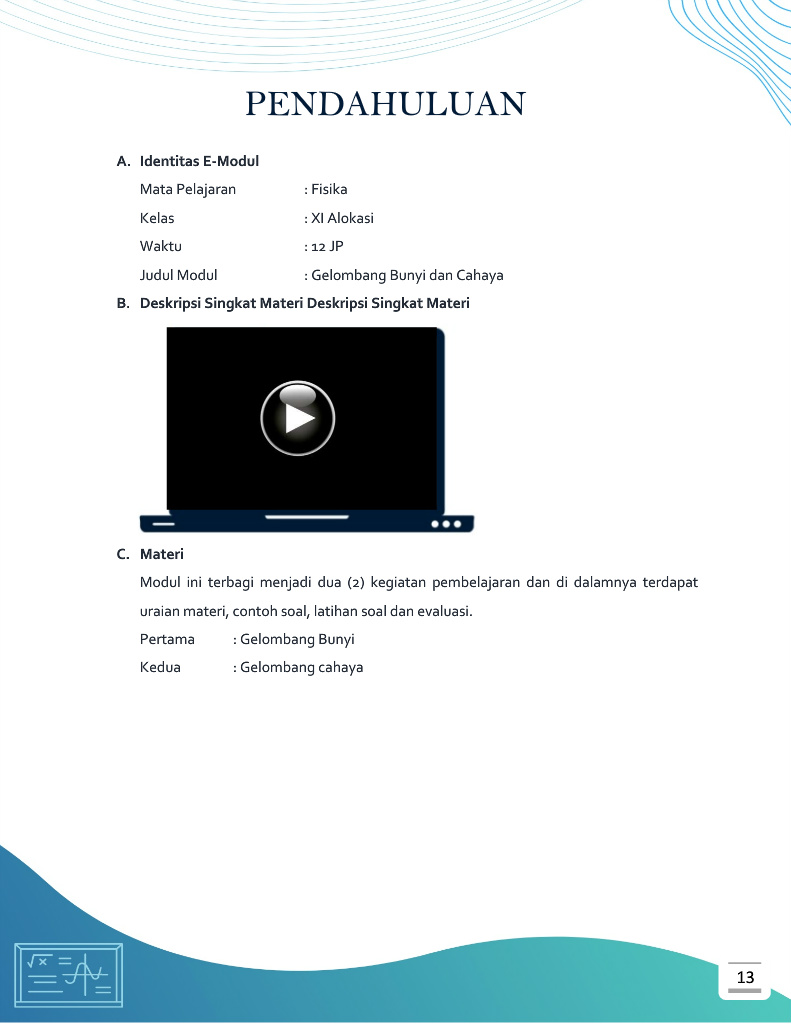 PENDAHULUAN
A. Identitas E-Modul
Mata Pelajaran : Fisika
Kelas : XI Alokasi
Waktu : 12 JP
Judul Modul : Gelombang Bunyi dan Cahaya
B. Deskripsi Singkat Materi Deskripsi Singkat Materi
C. Materi
Modul ini terbagi menjadi dua (2) kegiatan pembelajaran dan di dalamnya terdapat
uraian materi, contoh soal, latihan soal dan evaluasi.
Pertama : Gelombang Bunyi
Kedua : Gelombang cahaya
√x
13